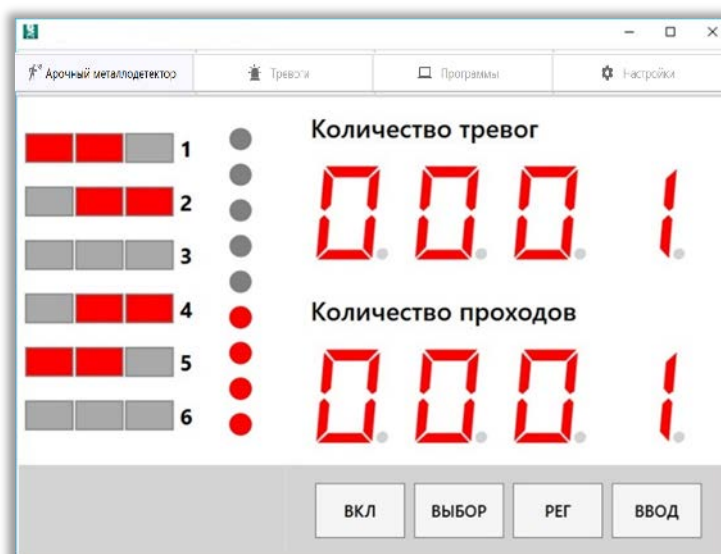 Арочный металлодетектор
Тревоги
Программы
Настройки
Количество тревог
0001
Количество проходов
0001
1
2
3
4
5
6
ВКЛ
ВЫБОР
РЕГ
ВВОД